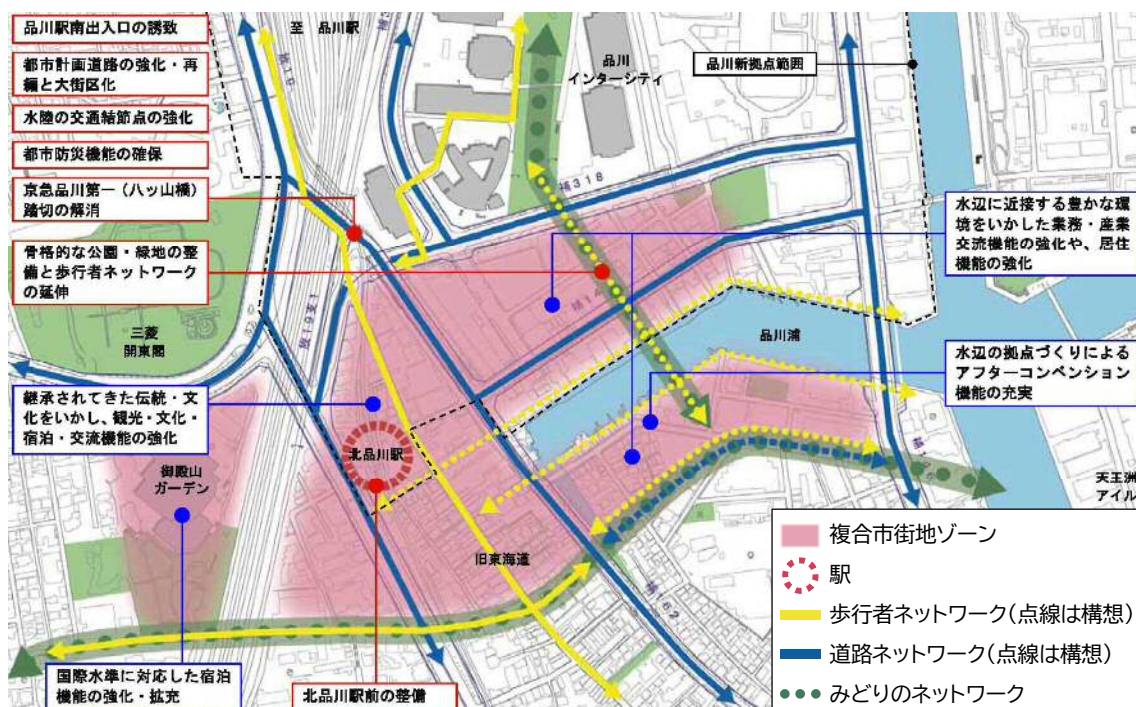 品川駅南出入口の誘致
都市計画道路の強化・再
編と大街区化
水陸の交通結節点の強化
都市防災機能の確保
京急品川第一（八ッ山橋）
踏切の解消
骨格的な公園・緑地の整
備と歩行者ネットワーク
の延伸
至 品川駅
品川
インターシティ
品川新拠点範囲
補318
水辺に近接する豊かな環
境をいかした業務・産業
交流機能の強化や、居住
機能の強化
三菱
開東閣
放19支1
品川浦
水辺の拠点づくりによる
アフターコンベンション
機能の充実
継承されてきた伝統・文
化をいかし、観光・文化・
宿泊・交流機能の強化
北品川駅
御殿山
ガーデン
天王洲
アイル
旧東海道
補162
国際水準に対応した宿泊
機能の強化・拡充
北品川駅前の整備
複合市街地ゾーン
駅
歩行者ネットワーク(点線は構想)
道路ネットワーク(点線は構想)
みどりのネットワーク